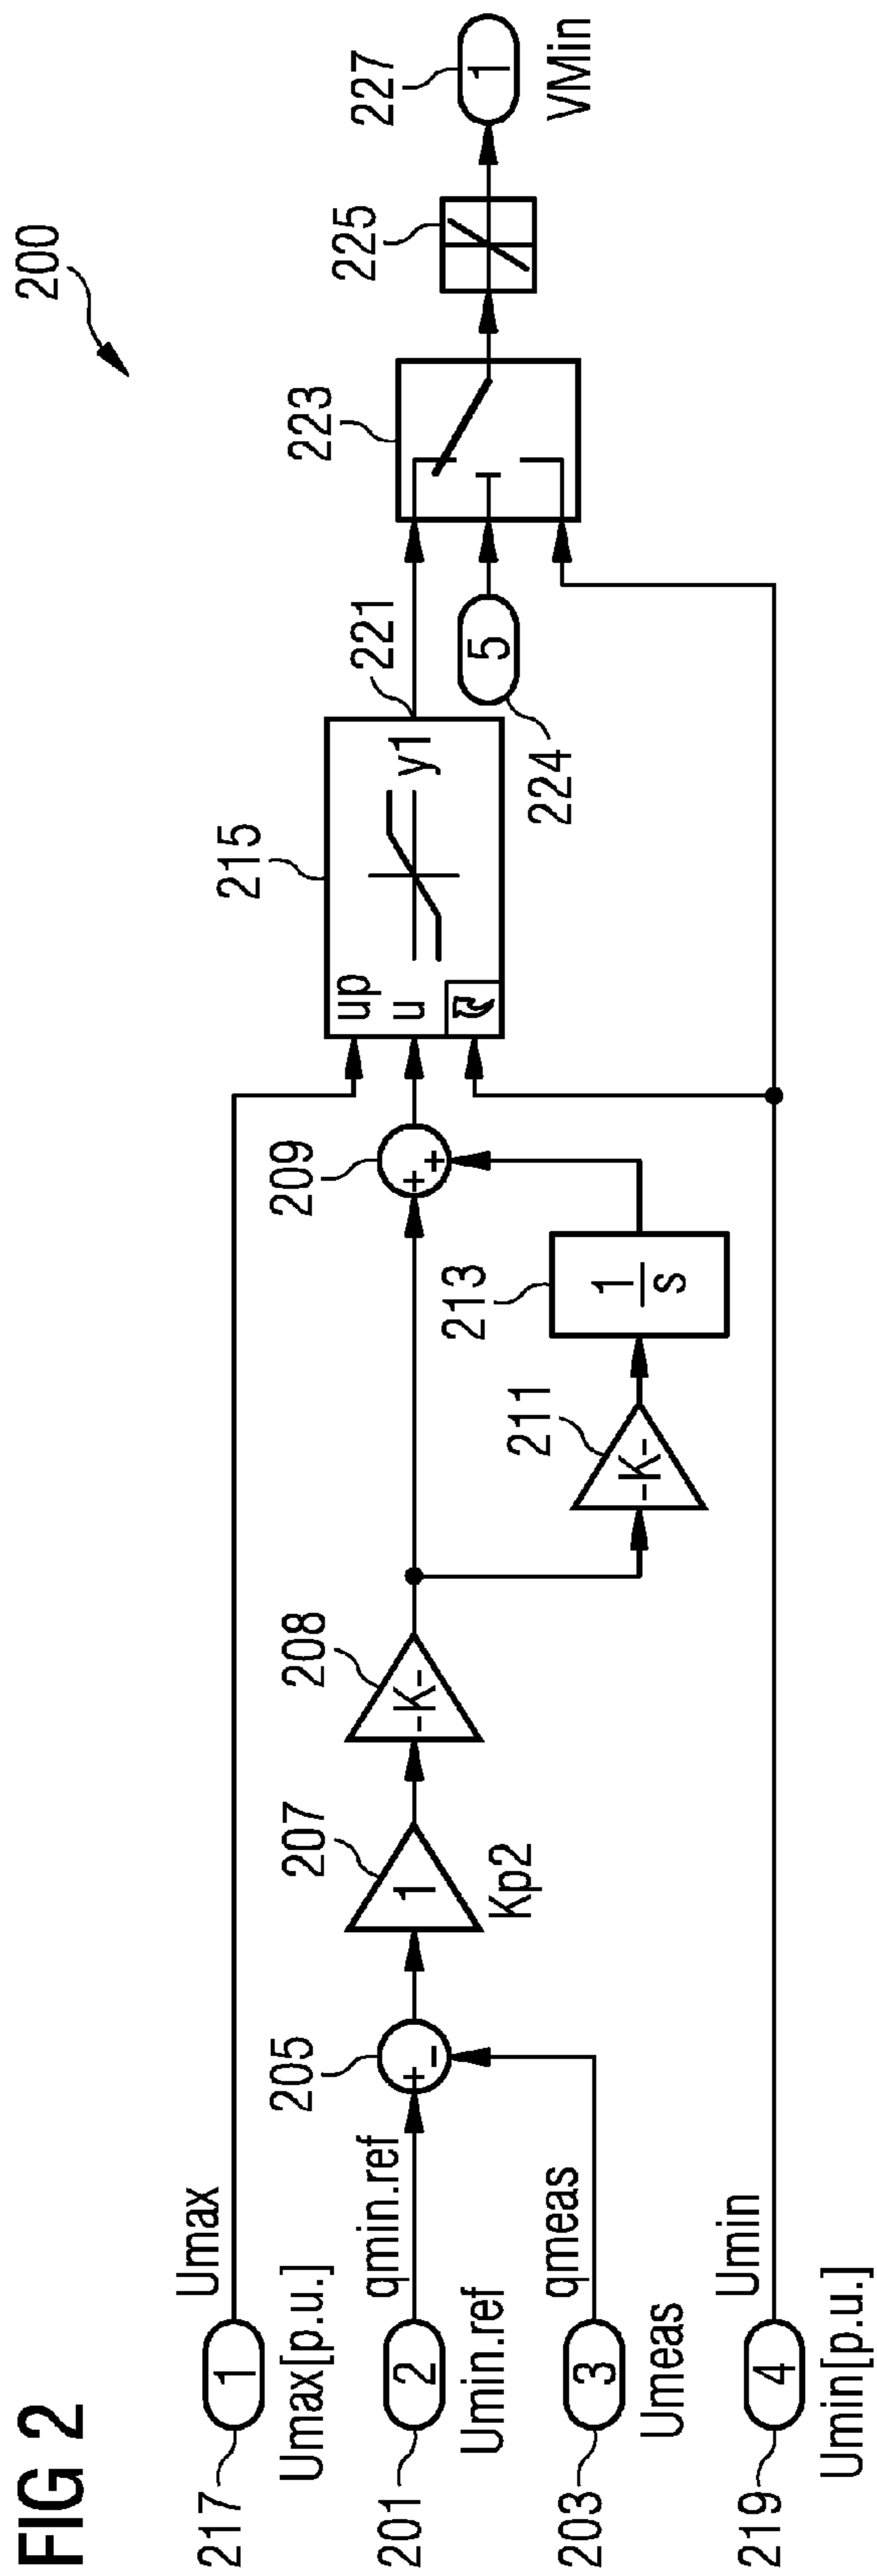 FIG 2
200
217
1
Umax
Umax[p.u.]
201
2
qmin.ref
Umin.ref
203
3
qmeas
Umeas
219
4
Umin
Umin[p.u.]
205
+
-
207
1
Kp2
208
-K-
211
-K-
213
1
s
209
+
+
215
up
u
y1
221
5
224
223
225
227
1
VMin